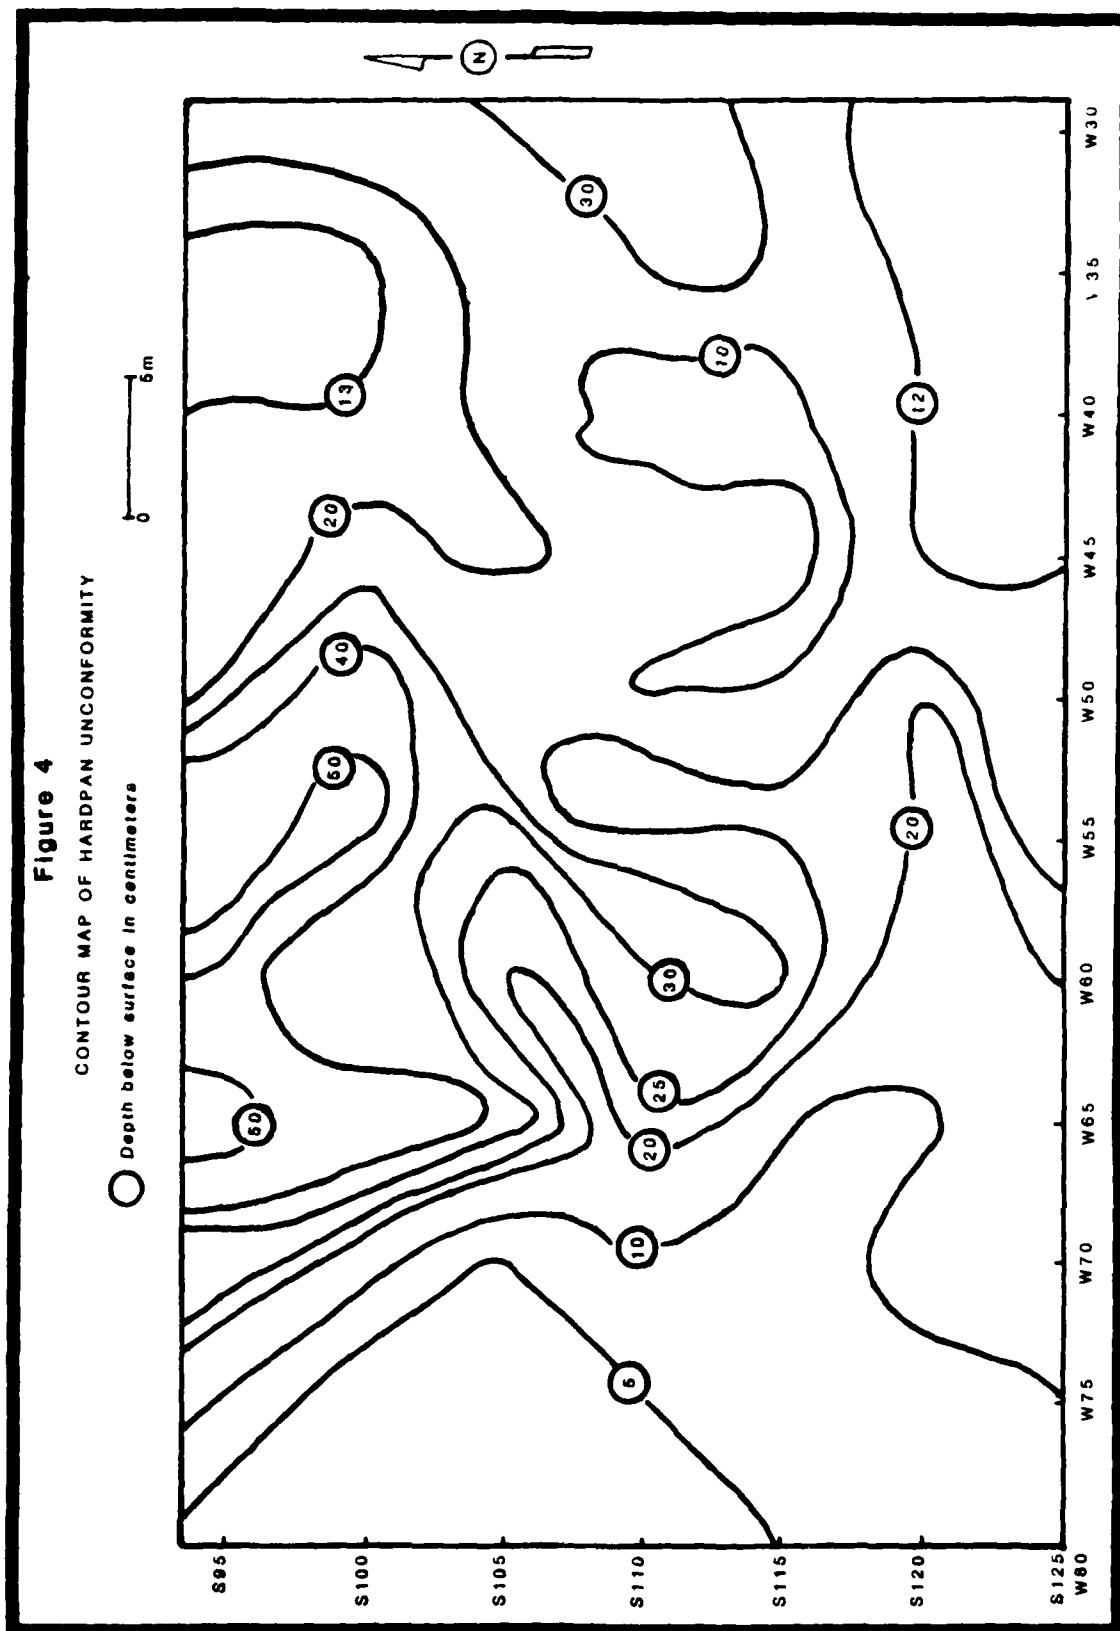 Figure 4
CONTOUR MAP OF HARDPAN UNCONFORMITY
Depth below surface in centimeters
0 5m
N
S95
50
20
50
40
13
S100
S105
30
S110
5
10
20
25
30
10
S115
S120
20
12
S125
W80 W75 W70 W65 W60 W55 W50 W45 W40 35 W30